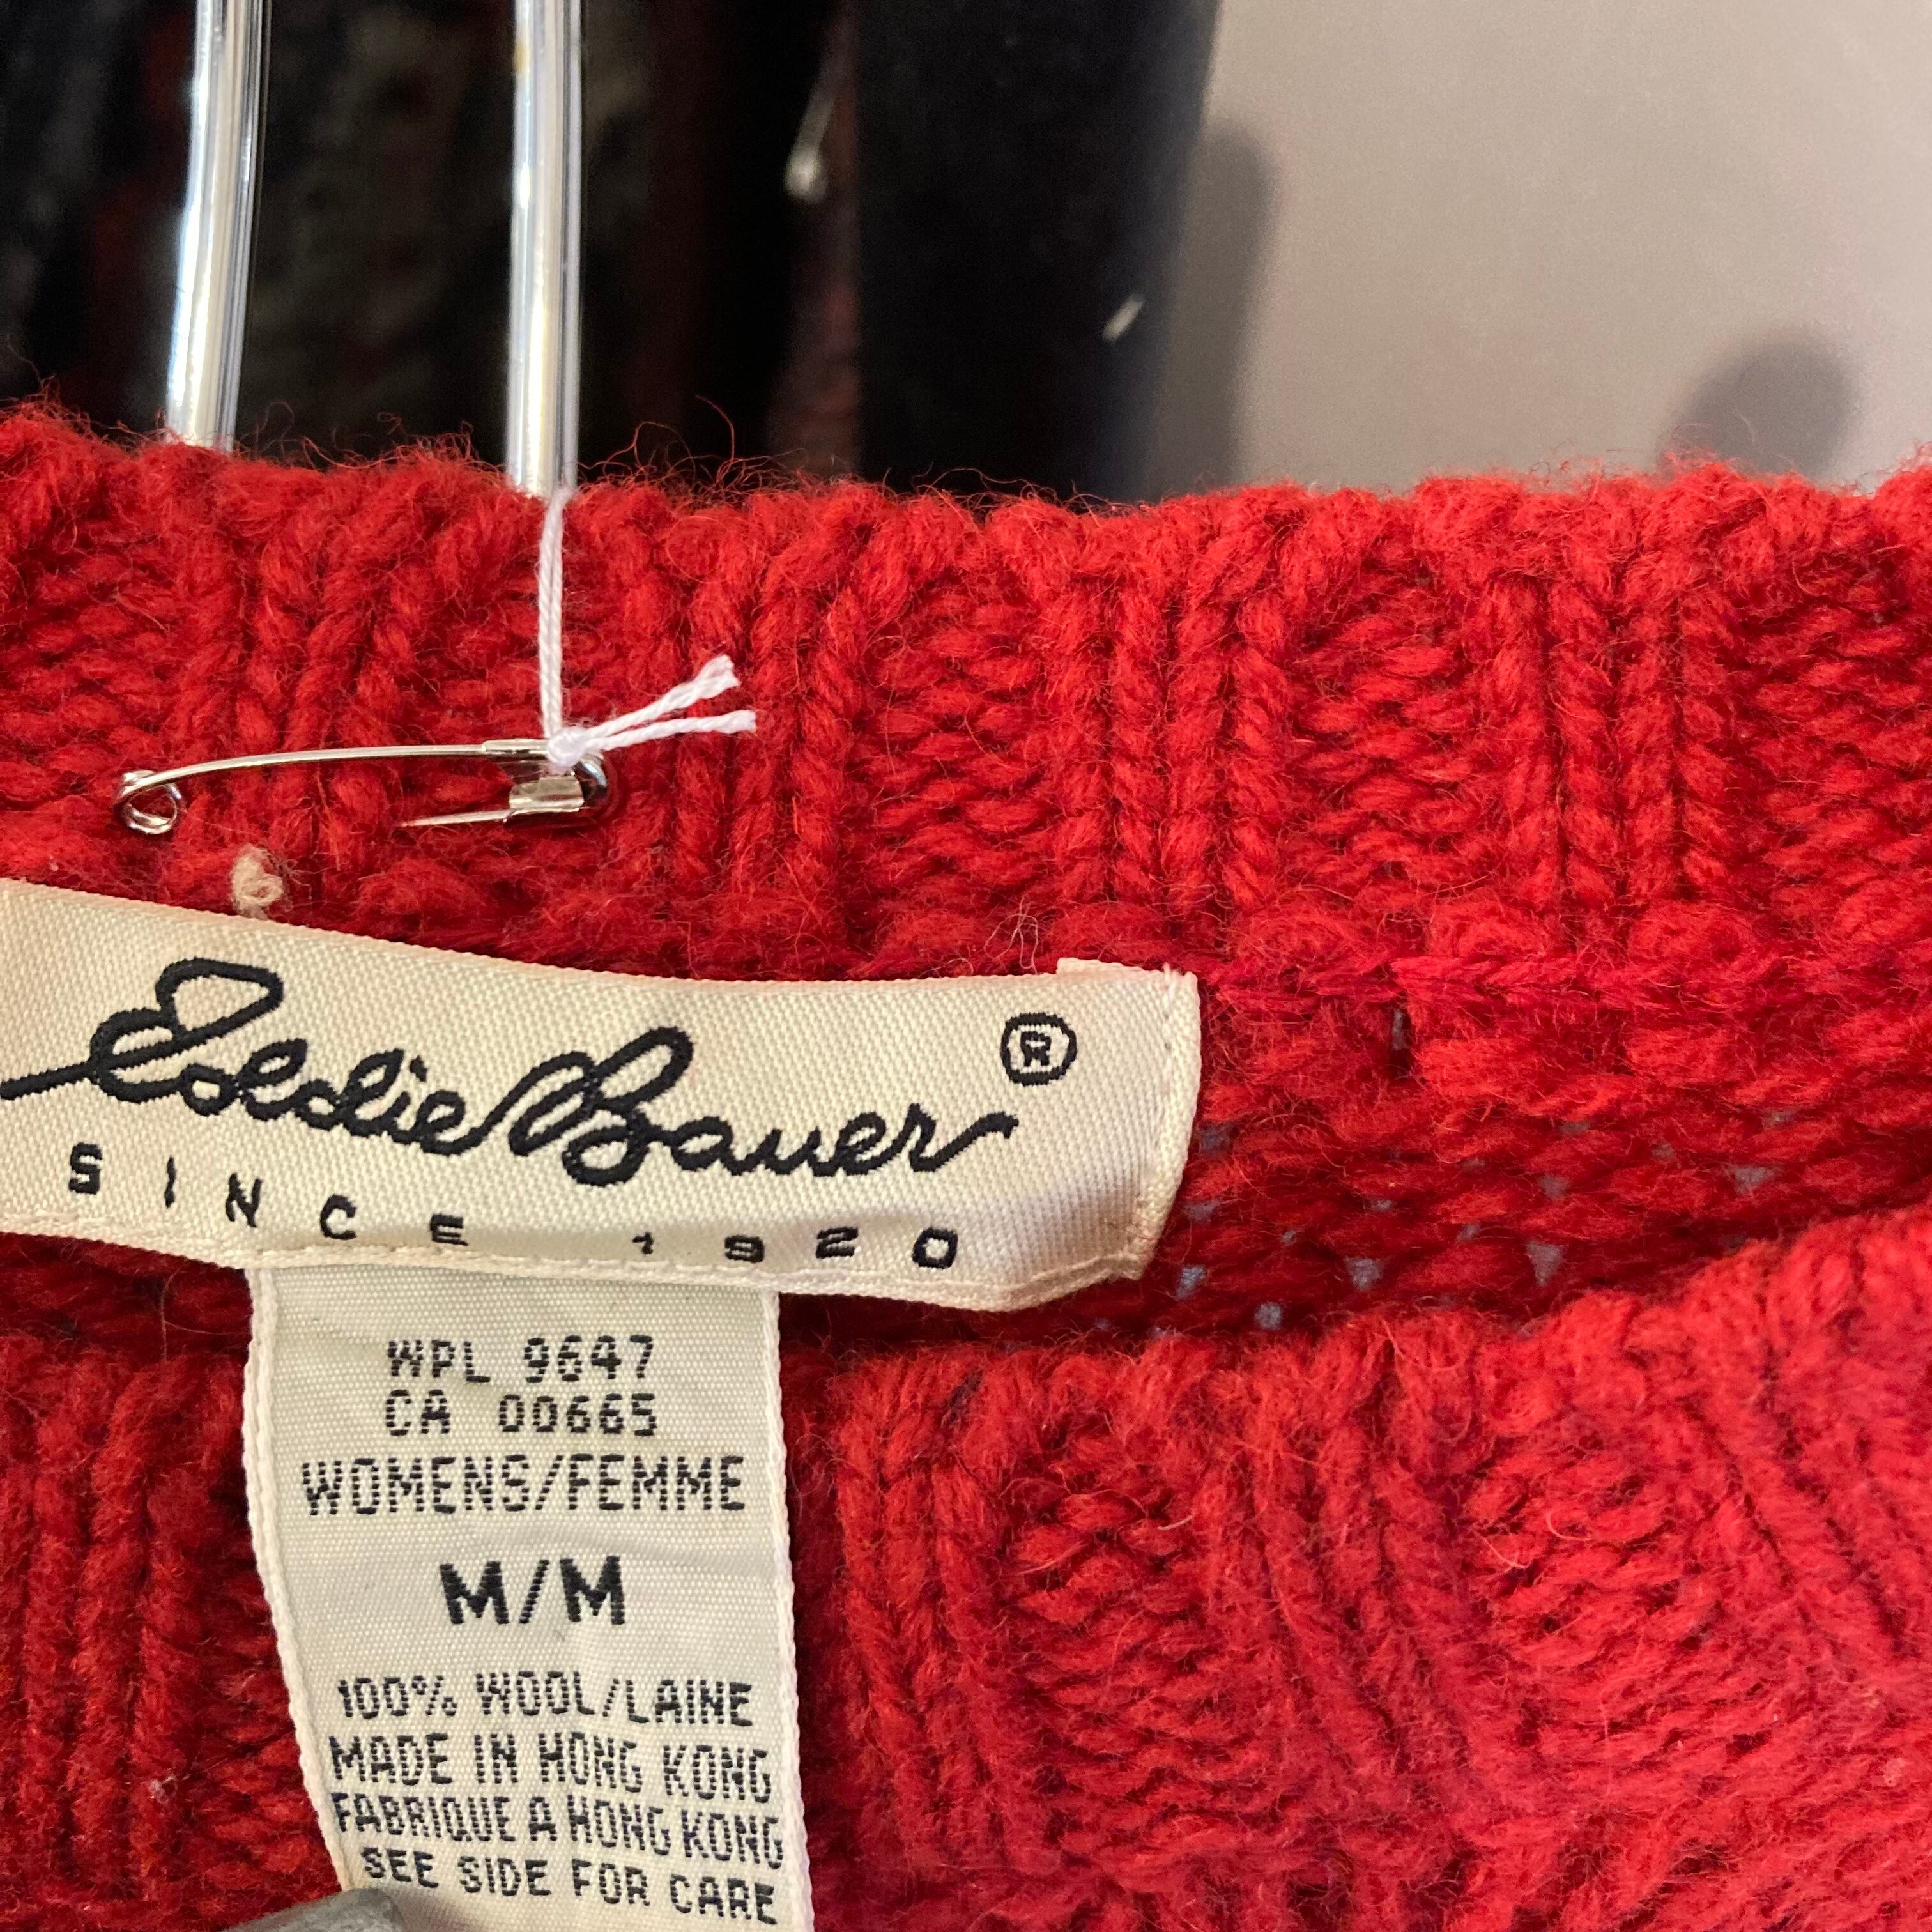 Eddie Bauer ®
SINCE 1920
WPL 9647
CA 00665
WOMENS/FEMME
M/M
100% WOOL/LAINE
MADE IN HONG KONG
FABRIQUE A HONG KONG
SEE SIDE FOR CARE